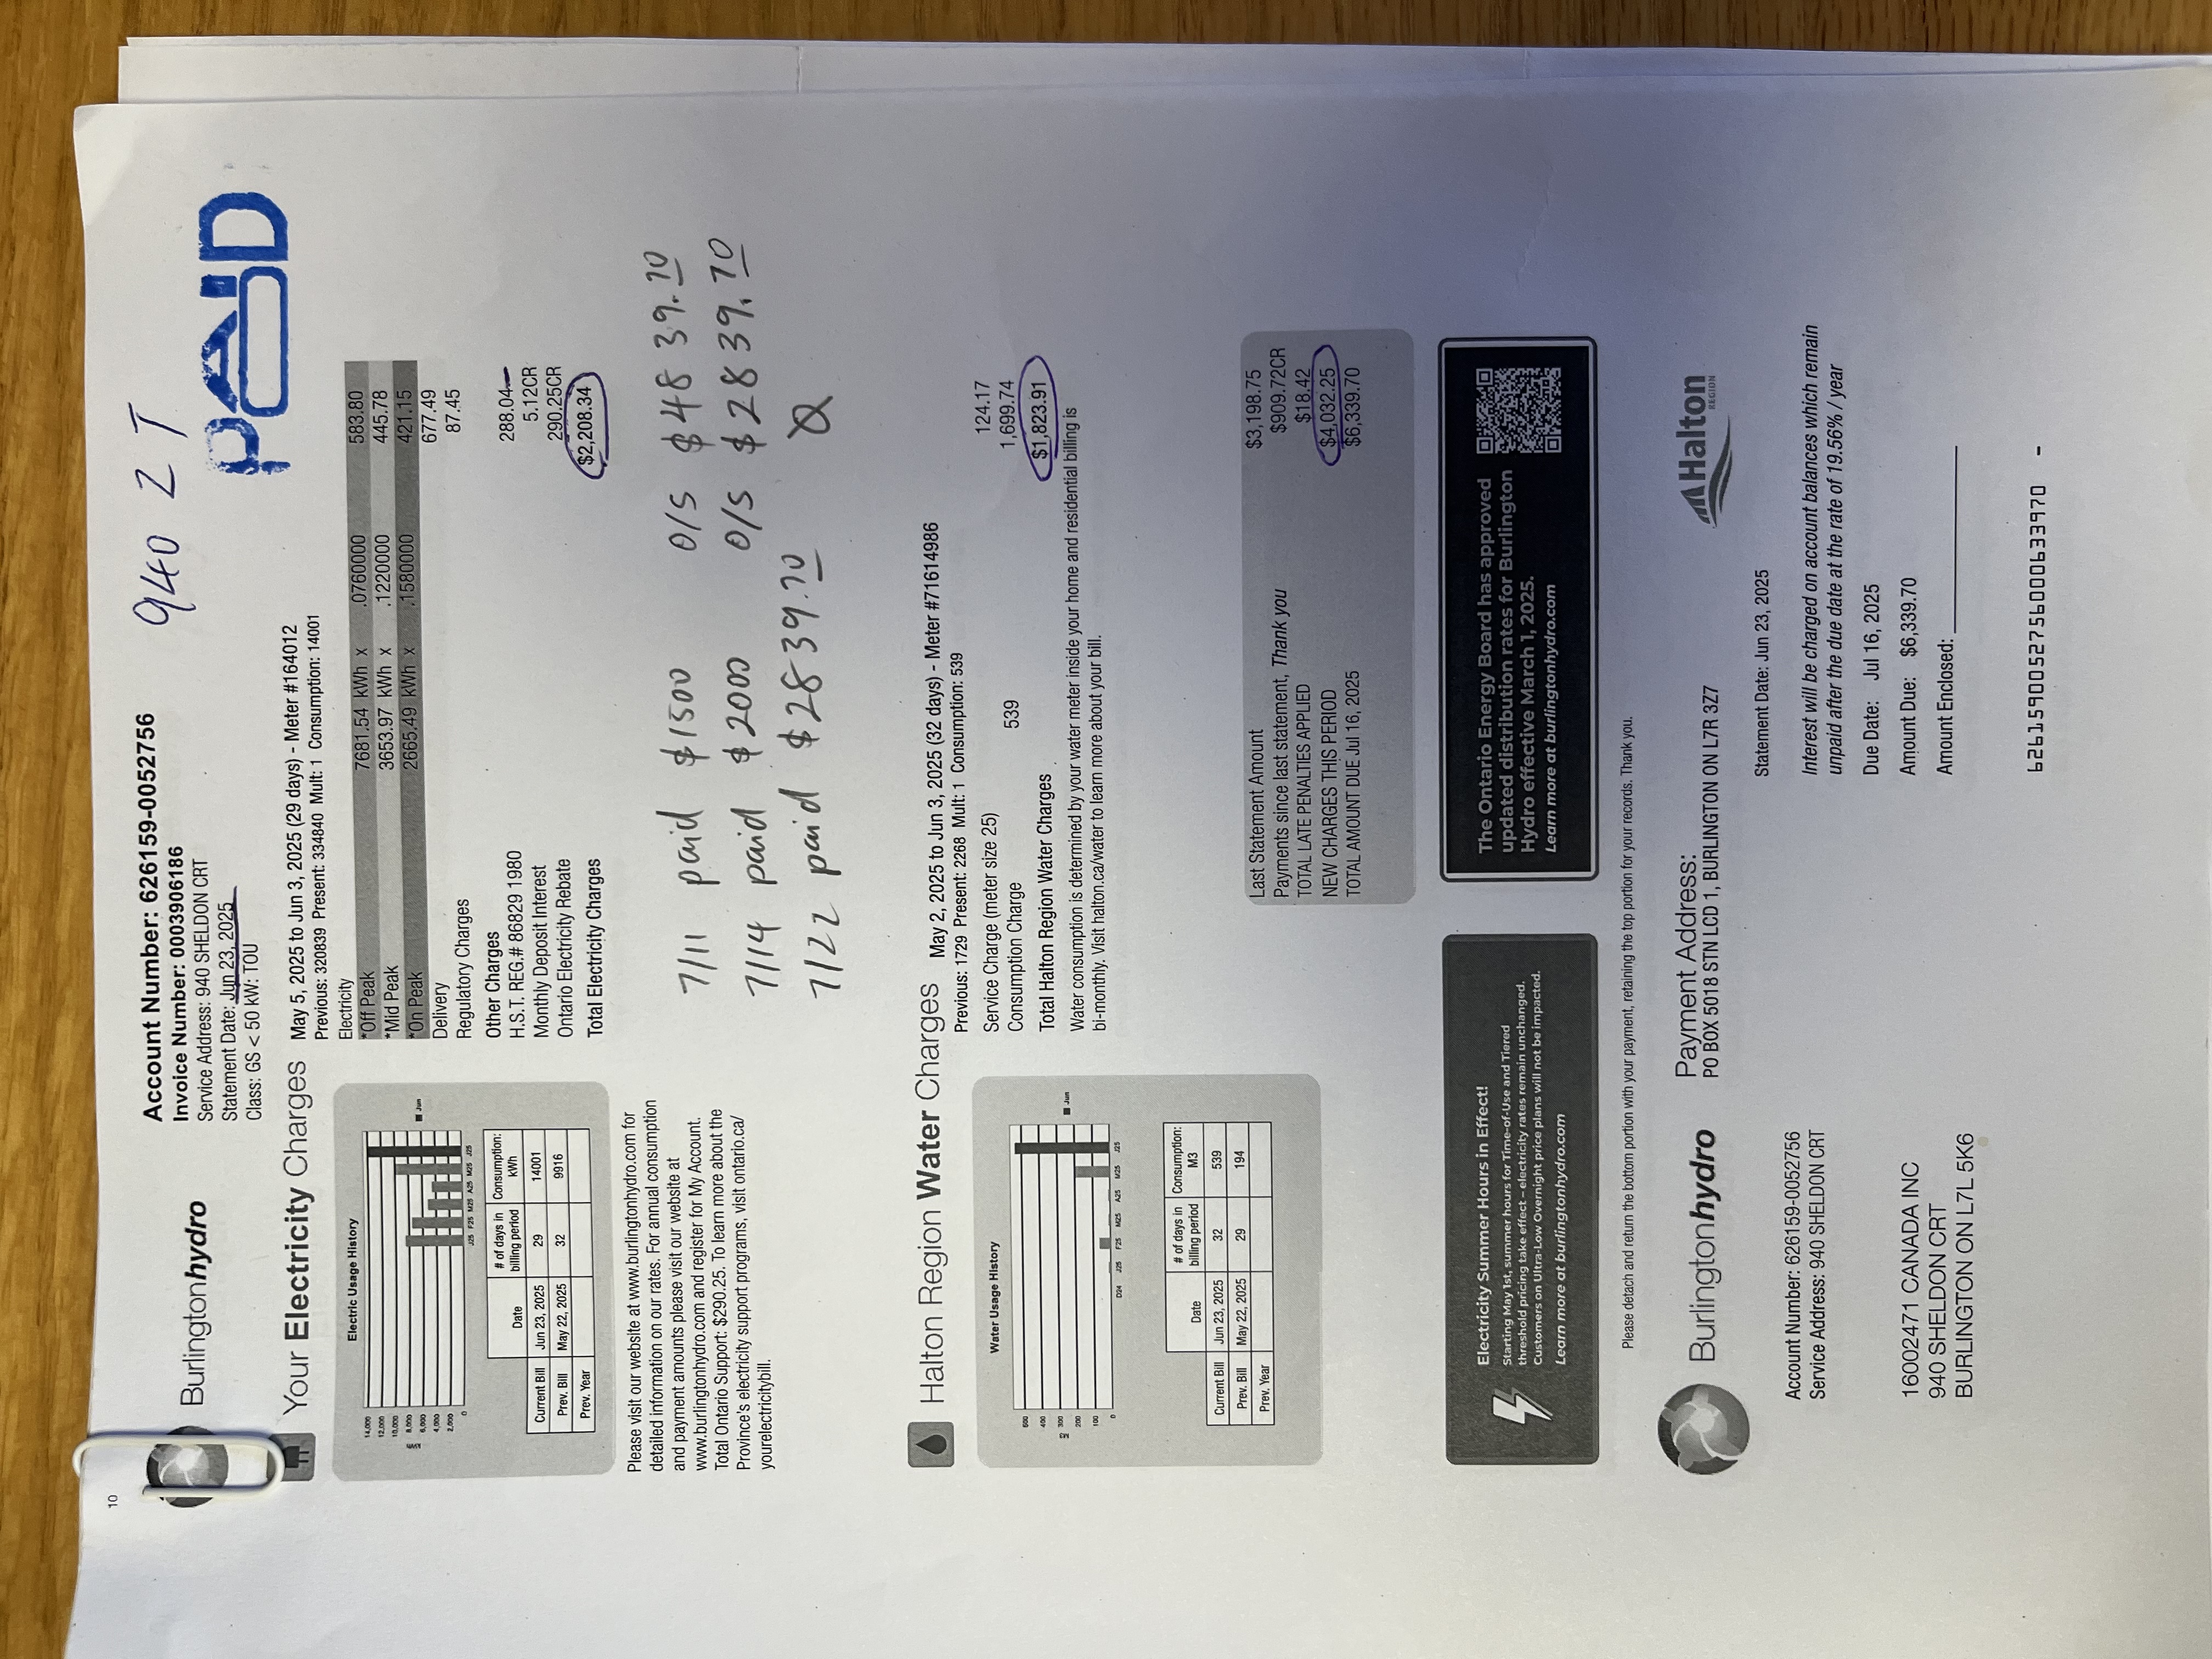 10
Burlingtonhydro
Account Number: 626159-0052756
Invoice Number: 0003906186
Service Address: 940 SHELDON CRT
Statement Date: Jun 23, 2025
Class: GS < 50 kW: TOU
940 Z T
PAID
Your Electricity Charges
May 5, 2025 to Jun 3, 2025 (29 days) - Meter #164012
Previous: 320839 Present: 334840 Mult: 1 Consumption: 14001
Electricity
*Off Peak 7681.54 kWh x .0760000 583.80
*Mid Peak 3653.97 kWh x .1220000 445.78
*On Peak 2665.49 kWh x .1580000 421.15
Delivery 677.49
Regulatory Charges 87.45
Other Charges
H.S.T. REG.# 86829 1980 288.04
Monthly Deposit Interest 5.12CR
Ontario Electricity Rebate 290.25CR
Total Electricity Charges $2,208.34
Electric Usage History
14,000
12,000
10,000
8,000
6,000
4,000
2,000
0
kWh
J25 F25 M25 A25 M25 J25
Jun
Date # of days in billing period Consumption: kWh
Current Bill Jun 23, 2025 29 14001
Prev. Bill May 22, 2025 32 9916
Prev. Year
Please visit our website at www.burlingtonhydro.com for
detailed information on our rates. For annual consumption
and payment amounts please visit our website at
www.burlingtonhydro.com and register for My Account.
Total Ontario Support: $290.25. To learn more about the
Province's electricity support programs, visit ontario.ca/
yourelectricitybill.
7/11 paid $1500 O/S $4839.70
7/14 paid $2000 O/S $2839.70
7/22 paid $2839.70
Halton Region Water Charges
May 2, 2025 to Jun 3, 2025 (32 days) - Meter #71614986
Previous: 1729 Present: 2268 Mult: 1 Consumption: 539
Service Charge (meter size 25) 124.17
Consumption Charge 539 1,699.74
Total Halton Region Water Charges $1,823.91
Water consumption is determined by your water meter inside your home and residential billing is
bi-monthly. Visit halton.ca/water to learn more about your bill.
Water Usage History
500
400
300
200
100
0
M3
D24 J25 F25 M25 A25 M25 J25
Jun
Date # of days in billing period Consumption: M3
Current Bill Jun 23, 2025 32 539
Prev. Bill May 22, 2025 29 194
Prev. Year
Last Statement Amount $3,198.75
Payments since last statement, Thank you $909.72CR
TOTAL LATE PENALTIES APPLIED $18.42
NEW CHARGES THIS PERIOD $4,032.25
TOTAL AMOUNT DUE Jul 16, 2025 $6,339.70
Electricity Summer Hours in Effect!
Starting May 1st, summer hours for Time-of-Use and Tiered
threshold pricing take effect – electricity rates remain unchanged.
Customers on Ultra-Low Overnight price plans will not be impacted.
Learn more at burlingtonhydro.com
The Ontario Energy Board has approved
updated distribution rates for Burlington
Hydro effective March 1, 2025.
Learn more at burlingtonhydro.com
Please detach and return the bottom portion with your payment, retaining the top portion for your records. Thank you.
Burlingtonhydro
Payment Address:
PO BOX 5018 STN LCD 1, BURLINGTON ON L7R 3Z7
Halton
REGION
Statement Date: Jun 23, 2025
Account Number: 626159-0052756
Service Address: 940 SHELDON CRT
Interest will be charged on account balances which remain
unpaid after the due date at the rate of 19.56% / year
Due Date: Jul 16, 2025
Amount Due: $6,339.70
Amount Enclosed:
16002471 CANADA INC
940 SHELDON CRT
BURLINGTON ON L7L 5K6
6261590052756000633970 -